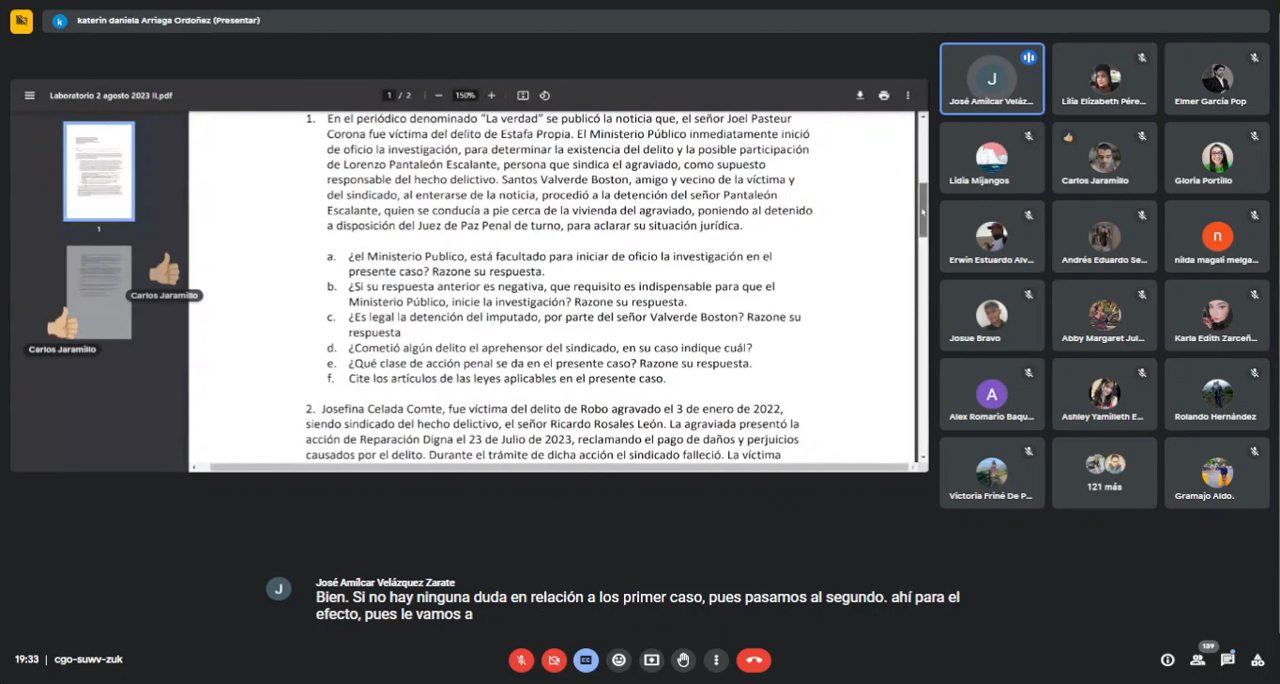 katerin daniela Arriaga Ordoñez (Presentar)
Laboratorio 2 agosto 2023 II.pdf
1 / 2
150%
1. En el periódico denominado "La verdad" se publicó la noticia que, el señor Joel Pasteur
Corona fue víctima del delito de Estafa Propia. El Ministerio Público inmediatamente inició
de oficio la investigación, para determinar la existencia del delito y la posible participación
de Lorenzo Pantaleón Escalante, persona que sindica el agraviado, como supuesto
responsable del hecho delictivo. Santos Valverde Boston, amigo y vecino de la víctima y
del sindicado, al enterarse de la noticia, procedió a la detención del señor Pantaleón
Escalante, quien se conducía a pie cerca de la vivienda del agraviado, poniendo al detenido
a disposición del Juez de Paz Penal de turno, para aclarar su situación jurídica.
a. ¿el Ministerio Publico, está facultado para iniciar de oficio la investigación en el
presente caso? Razone su respuesta.
b. ¿Si su respuesta anterior es negativa, que requisito es indispensable para que el
Ministerio Público, inicie la investigación? Razone su respuesta.
c. ¿Es legal la detención del imputado, por parte del señor Valverde Boston? Razone su
respuesta
d. ¿Cometió algún delito el aprehensor del sindicado, en su caso indique cuál?
e. ¿Qué clase de acción penal se da en el presente caso? Razone su respuesta.
f. Cite los artículos de las leyes aplicables en el presente caso.
2. Josefina Celada Comte, fue víctima del delito de Robo agravado el 3 de enero de 2022,
siendo sindicado del hecho delictivo, el señor Ricardo Rosales León. La agraviada presentó la
acción de Reparación Digna el 23 de Julio de 2023, reclamando el pago de daños y perjuicios
causados por el delito. Durante el trámite de dicha acción el sindicado falleció. La víctima
1
Carlos Jaramillo
Carlos Jaramillo
J
José Amílcar Veláz...
Lilia Elizabeth Pére...
Elmer García Pop
Lidia Mijangos
Carlos Jaramillo
Gloria Portillo
Erwin Estuardo Alv...
Andrés Eduardo Se...
n
nilda magalí melga...
Josue Bravo
Abby Margaret Jul...
Karla Edith Zarceñ...
A
Alex Romario Baqu...
Ashley Yamilleth E...
Rolando Hernández
Victoria Friné De P...
121 más
Gramajo Aldo.
J
José Amílcar Velázquez Zarate
Bien. Si no hay ninguna duda en relación a los primer caso, pues pasamos al segundo. ahí para el
efecto, pues le vamos a
19:33 | cgo-suwv-zuk
139